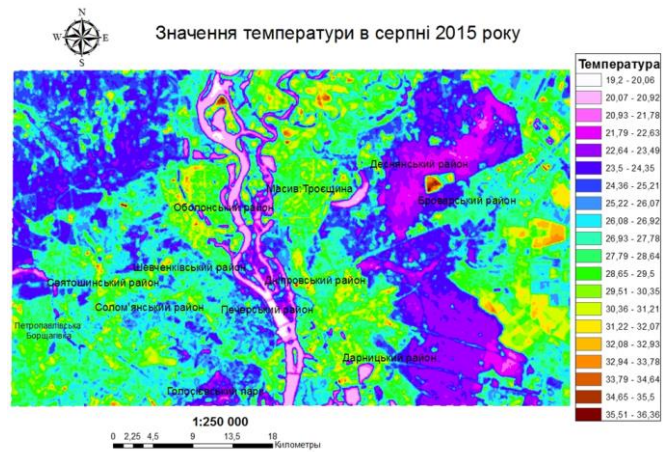 Значення температури в серпні 2015 року
N
W E
S
Температура
19,2 - 20,06
20,07 - 20,92
20,93 - 21,78
21,79 - 22,63
22,64 - 23,49
23,5 - 24,35
24,36 - 25,21
25,22 - 26,07
26,08 - 26,92
26,93 - 27,78
27,79 - 28,64
28,65 - 29,5
29,51 - 30,35
30,36 - 31,21
31,22 - 32,07
32,08 - 32,93
32,94 - 33,78
33,79 - 34,64
34,65 - 35,5
35,51 - 36,36
Деснянський район
Масив Троєщина
Броварський район
Оболонський район
Шевченківський район
Святошинський район
Дніпровський район
Солом'янський район
Печерський район
Петропавлівська
Борщагівка
Дарницький район
Голосіївський парк
1:250 000
0 2,25 4,5 9 13,5 18
Километры